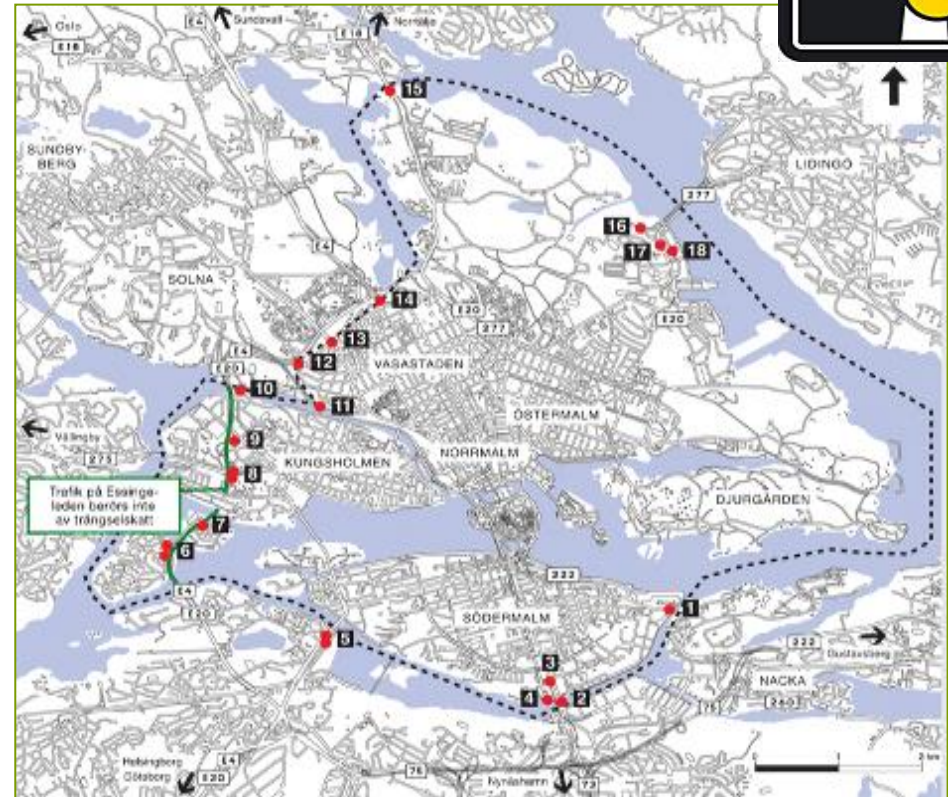 Oslo
E18
E4
Sundsvall
E18
Norrtälje
15
SUNDBY-
BERG
LIDINGÖ
277
16
17
18
E4
SOLNA
14
E20
277
E20
13
E4
12
VASASTADEN
E20
10
11
ÖSTERMALM
Vällingby
275
9
NORRMALM
KUNGSHOLMEN
8
DJURGÅRDEN
Trafik på Essinge-
leden berörs inte
av trängselskatt
7
6
222
E4
1
E20
SÖDERMALM
5
222
Gustavsberg
3
NACKA
4
2
75
260
Helsingborg
Göteborg
E4
E20
75
Nynäshamn
73